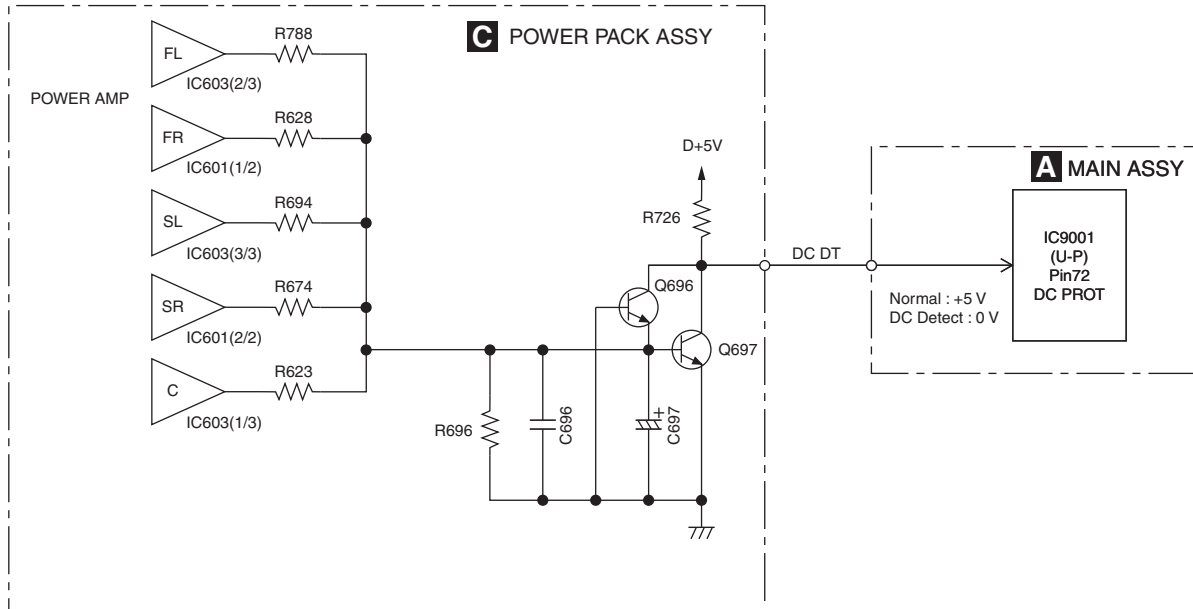 C POWER PACK ASSY
POWER AMP
FL
R788
IC603(2/3)
FR
R628
IC601(1/2)
SL
R694
IC603(3/3)
SR
R674
IC601(2/2)
C
R623
IC603(1/3)
D+5V
R726
Q696
Q697
R696
C696
+
C697
DC DT
A MAIN ASSY
Normal : +5 V
DC Detect : 0 V
IC9001
(U-P)
Pin72
DC PROT